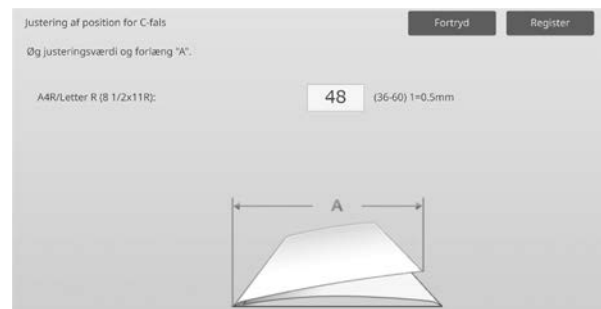 Justering af position for C-fals
Fortryd
Register
Øg justeringsværdi og forlæng "A".
A4R/Letter R (8 1/2x11R):
48
(36-60) 1=0.5mm
A